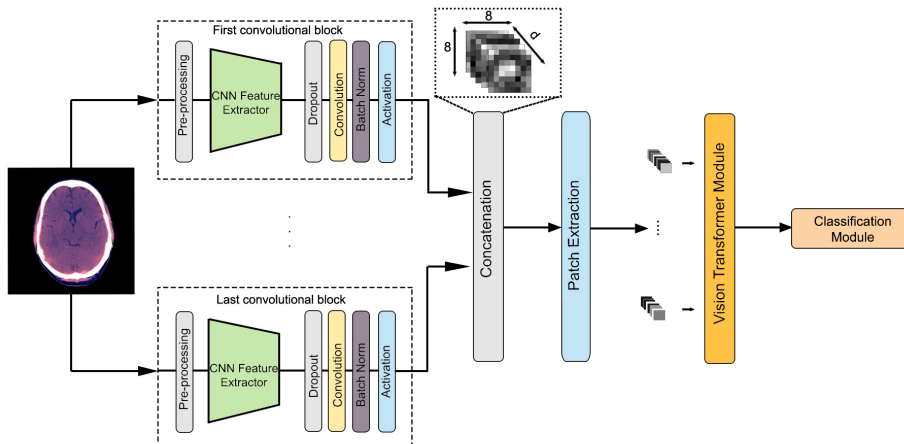 First convolutional block
Pre-processing
CNN Feature
Extractor
Dropout
Convolution
Batch Norm
Activation
8
8
d
Concatenation
Patch Extraction
Vision Transformer Module
Classification
Module
Last convolutional block
Pre-processing
CNN Feature
Extractor
Dropout
Convolution
Batch Norm
Activation